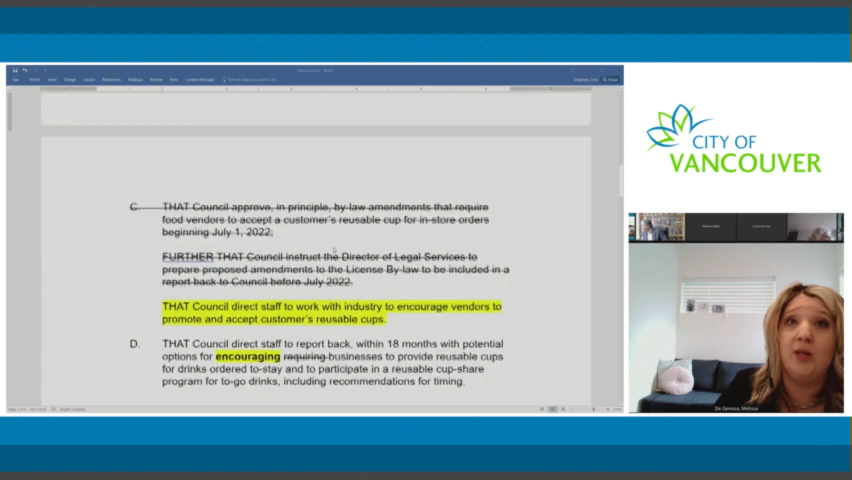 CITY OF
VANCOUVER
C. THAT Council approve, in principle, by-law amendments that require
food vendors to accept a customer's reusable cup for in-store orders
beginning July 1, 2022;
FURTHER THAT Council instruct the Director of Legal Services to
prepare proposed amendments to the License By-law to be included in a
report back to Council before July 2022.
THAT Council direct staff to work with industry to encourage vendors to
promote and accept customer's reusable cups.
D. THAT Council direct staff to report back, within 18 months with potential
options for encouraging requiring businesses to provide reusable cups
for drinks ordered to-stay and to participate in a reusable cup-share
program for to-go drinks, including recommendations for timing.
De Genova, Melissa